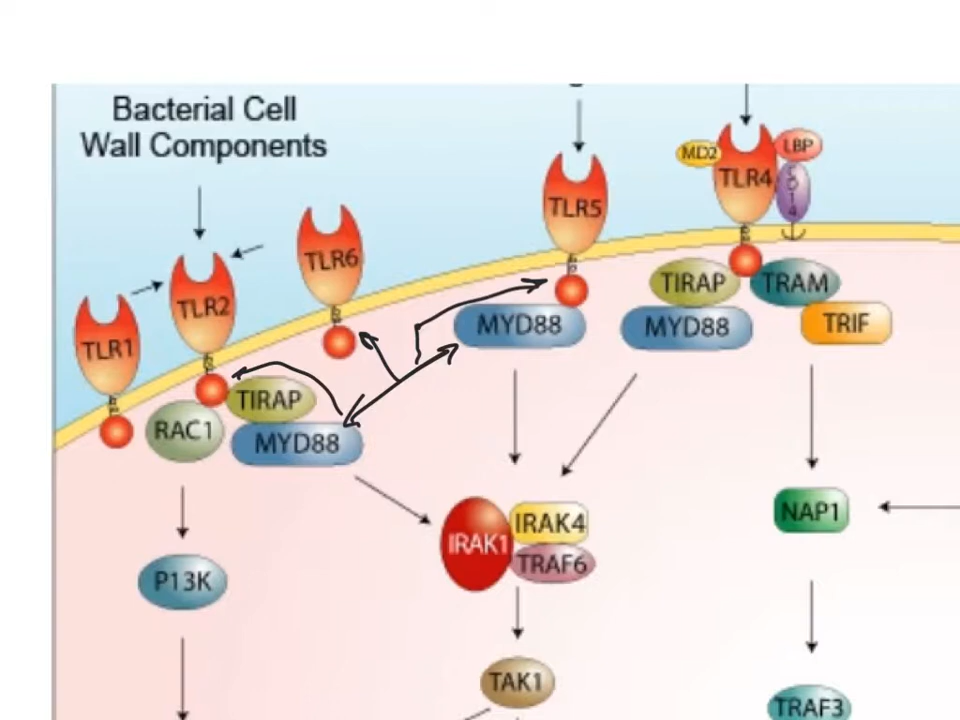 Bacterial Cell
Wall Components
TLR1
TLR2
TLR6
TLR5
MD2
TLR4
LBP
CD14
RAC1
TIRAP
MYD88
MYD88
TIRAP
MYD88
TRAM
TRIF
P13K
IRAK1
IRAK4
TRAF6
NAP1
TAK1
TRAF3